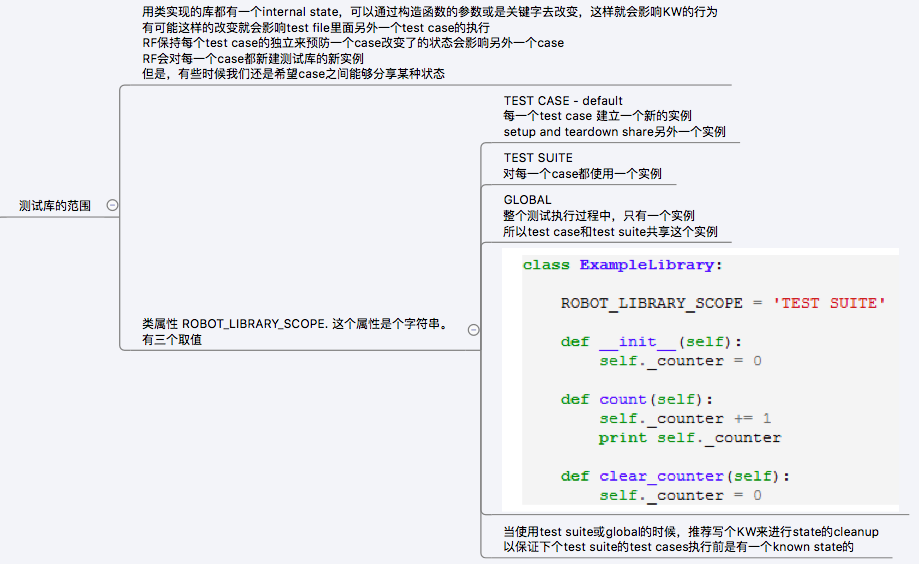 用类实现的库都有一个internal state，可以通过构造函数的参数或是关键字去改变，这样就会影响KW的行为
有可能这样的改变就会影响test file里面另外一个test case的执行
RF保持每个test case的独立来预防一个case改变了的状态会影响另外一个case
RF会对每一个case都新建测试库的新实例
但是，有些时候我们还是希望case之间能够分享某种状态
测试库的范围
类属性 ROBOT_LIBRARY_SCOPE. 这个属性是个字符串。
有三个取值
TEST CASE - default
每一个test case 建立一个新的实例
setup and teardown share另外一个实例
TEST SUITE
对每一个case都使用一个实例
GLOBAL
整个测试执行过程中，只有一个实例
所以test case和test suite共享这个实例
class ExampleLibrary:
ROBOT_LIBRARY_SCOPE = 'TEST SUITE'
def __init__(self):
self._counter = 0
def count(self):
self._counter += 1
print self._counter
def clear_counter(self):
self._counter = 0
当使用test suite或global的时候，推荐写个KW来进行state的cleanup
以保证下个test suite的test cases执行前是有一个known state的